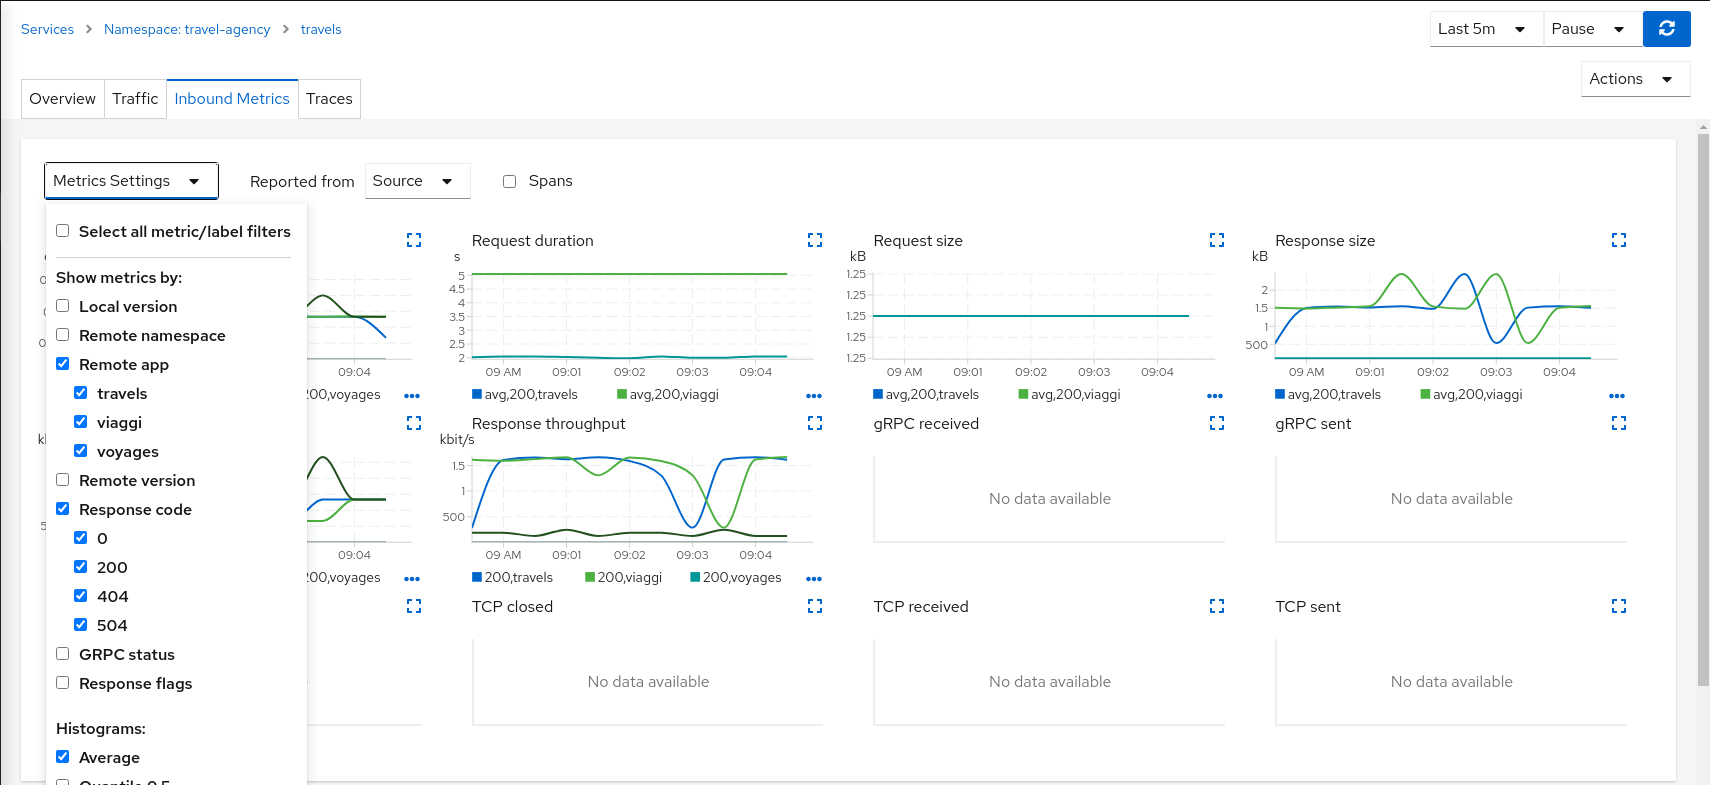 Services > Namespace: travel-agency > travels
Last 5m
Pause
Actions
Overview
Traffic
Inbound Metrics
Traces
Metrics Settings
Reported from
Source
Spans
Select all metric/label filters
Show metrics by:
Local version
Remote namespace
Remote app
travels
viaggi
voyages
Remote version
Response code
0
200
404
504
GRPC status
Response flags
Histograms:
Average
09:04
200,voyages
09:04
200,voyages
Request duration
s
5
4.5
4
3.5
3
2.5
2
09 AM 09:01 09:02 09:03 09:04
avg,200,travels avg,200,viaggi
Request size
kB
1.25
1.25
1.25
1.25
1.25
09 AM 09:01 09:02 09:03 09:04
avg,200,travels avg,200,viaggi
Response size
kB
2
1.5
1
500
09 AM 09:01 09:02 09:03 09:04
avg,200,travels avg,200,viaggi
Response throughput
kbit/s
1.5
1
500
09 AM 09:01 09:02 09:03 09:04
200,travels 200,viaggi 200,voyages
gRPC received
No data available
gRPC sent
No data available
TCP closed
No data available
TCP received
No data available
TCP sent
No data available